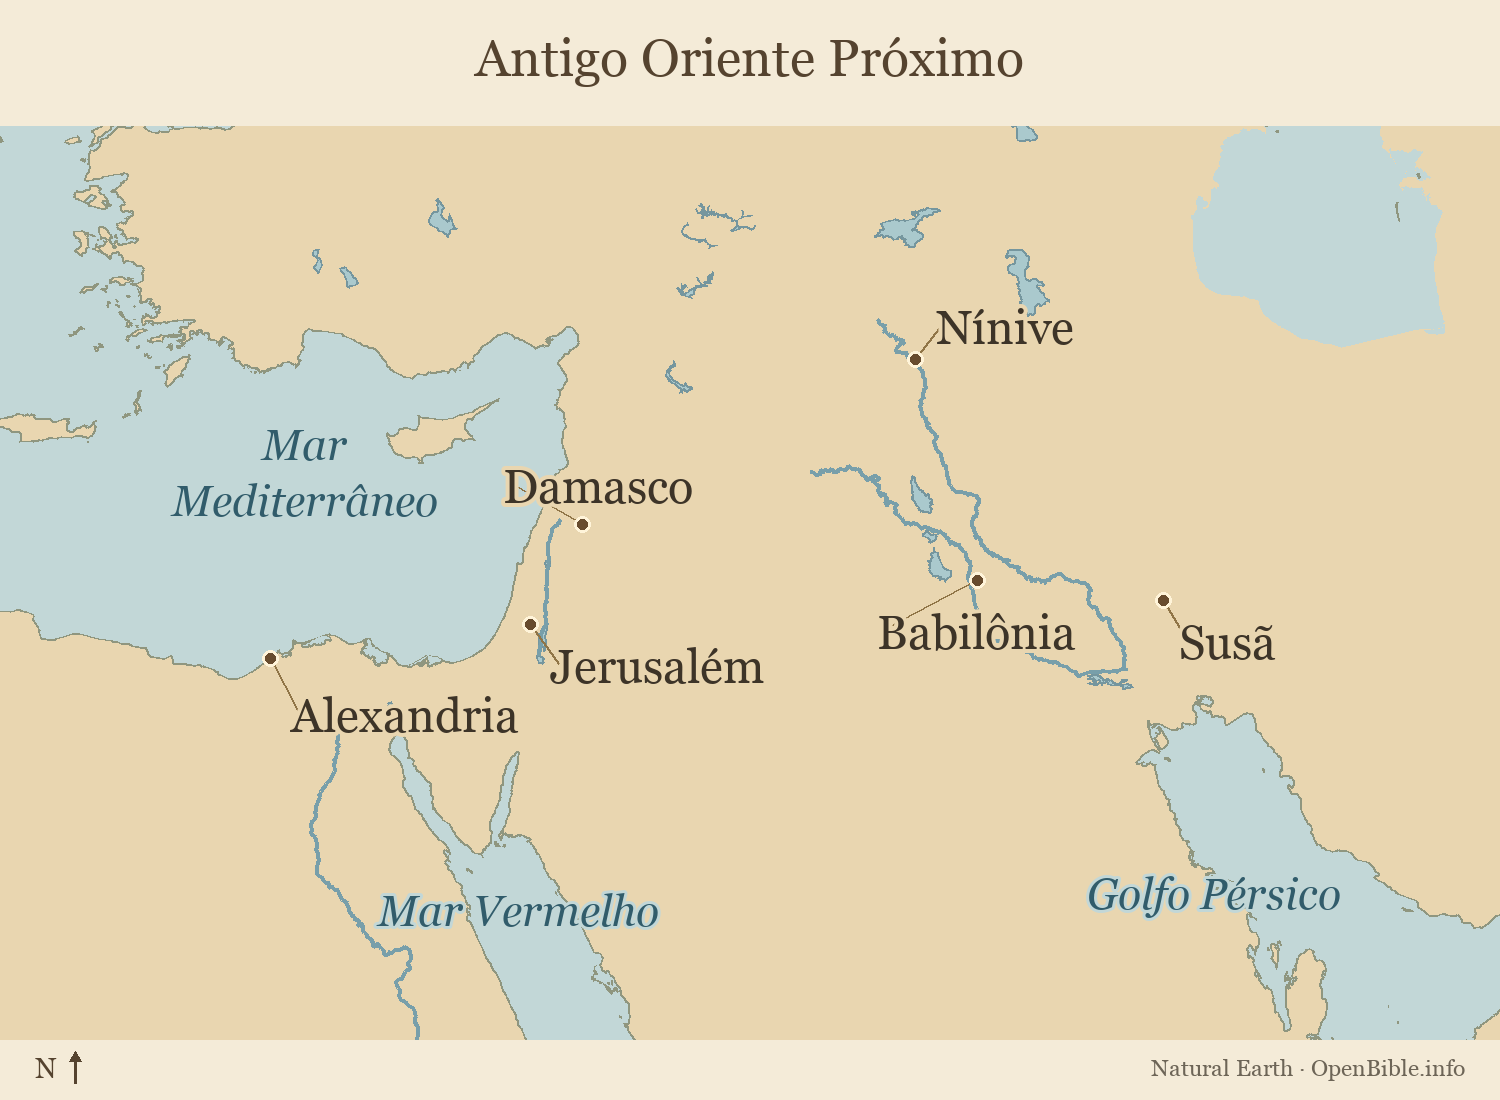 Antigo Oriente Próximo
Nínive
Mar
Mediterrâneo
Damasco
Babilônia
Susã
Jerusalém
Alexandria
Mar Vermelho
Golfo Pérsico
N
Natural Earth · OpenBible.info